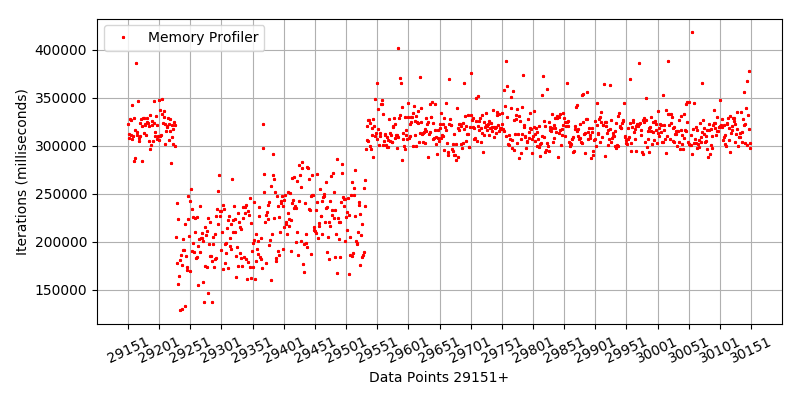 Memory Profiler
Iterations (milliseconds)
400000
350000
300000
250000
200000
150000
29151 29201 29251 29301 29351 29401 29451 29501 29551 29601 29651 29701 29751 29801 29851 29901 29951 30001 30051 30101 30151
Data Points 29151+